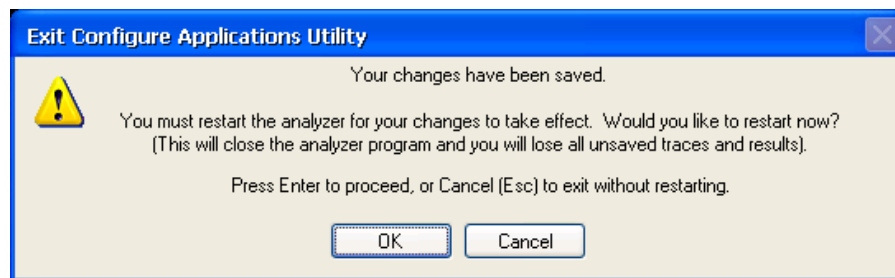 Exit Configure Applications Utility
Your changes have been saved.
You must restart the analyzer for your changes to take effect.  Would you like to restart now?
(This will close the analyzer program and you will lose all unsaved traces and results).
Press Enter to proceed, or Cancel (Esc) to exit without restarting.
OK
Cancel